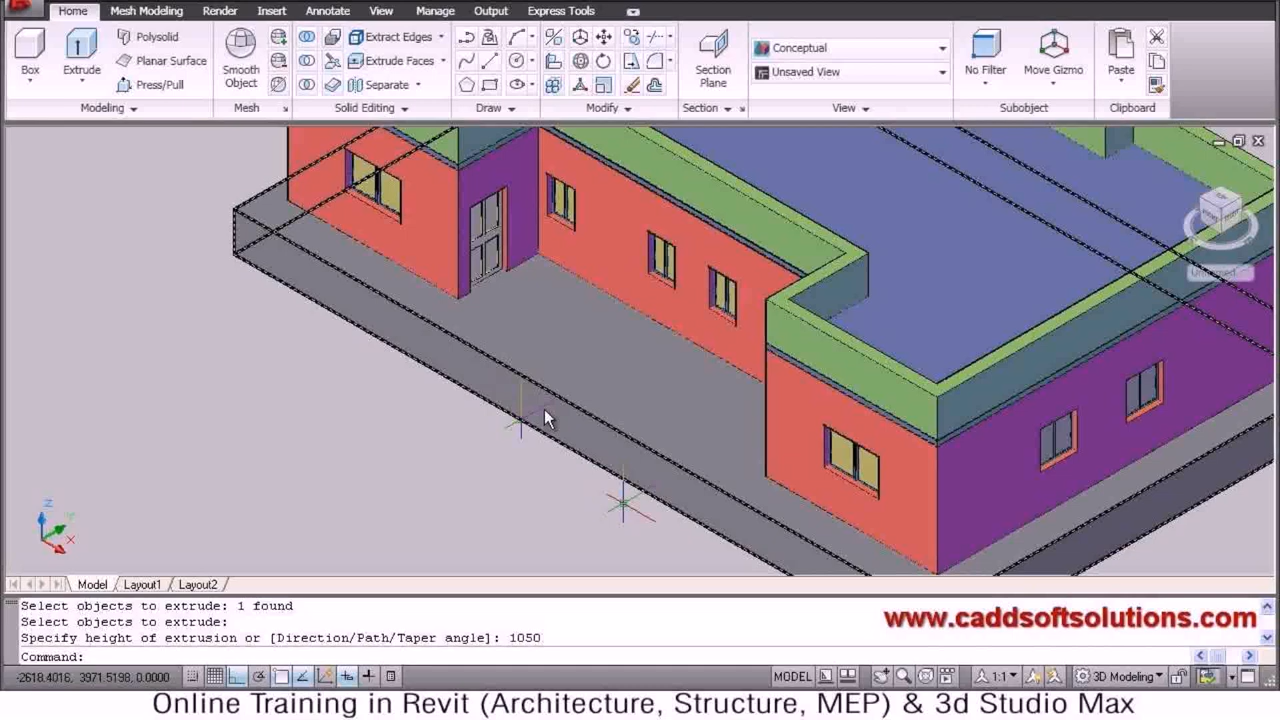 Home Mesh Modeling Render Insert Annotate View Manage Output Express Tools
Polysolid
Planar Surface
Press/Pull
Extract Edges
Extrude Faces
Separate
Box
Extrude
Smooth
Object
Section
Plane
Conceptual
Unsaved View
No Filter
Move Gizmo
Paste
Modeling Mesh Solid Editing Draw Modify Section View Subobject Clipboard
Unnamed
Z
Y
X
Model Layout1 Layout2
Select objects to extrude: 1 found
Select objects to extrude:
Specify height of extrusion or [Direction/Path/Taper angle]: 1050
Command:
www.caddsoftsolutions.com
-2618.4016, 3971.5198, 0.0000 MODEL 1:1 3D Modeling
Online Training in Revit (Architecture, Structure, MEP) & 3d Studio Max